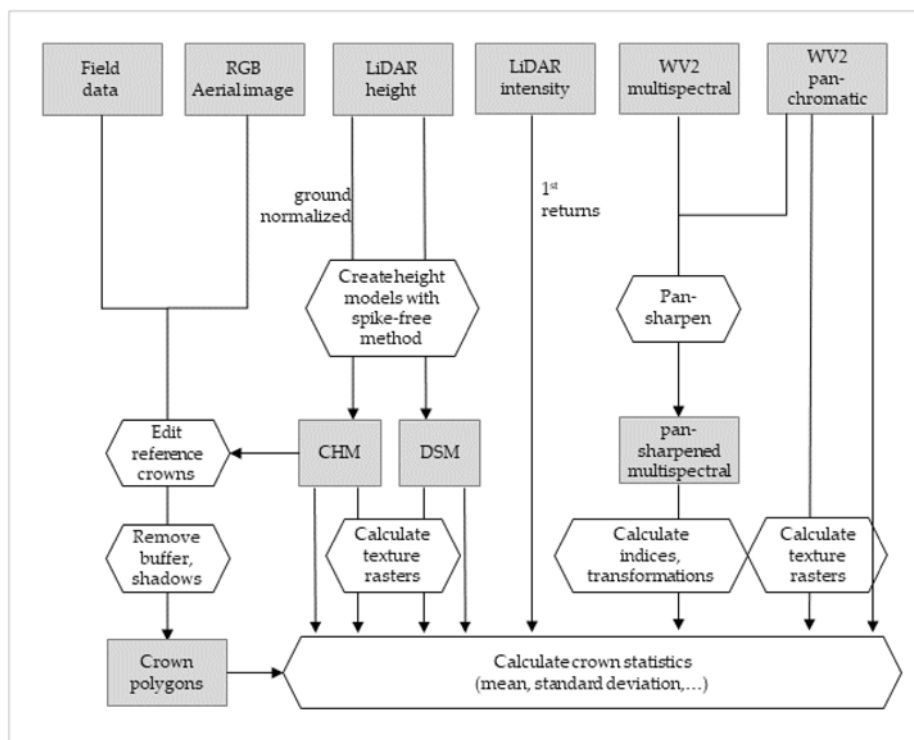 Field
data
RGB
Aerial image
LiDAR
height
LiDAR
intensity
WV2
multispectral
WV2
pan-
chromatic
ground
normalized
1st
returns
Create height
models with
spike-free
method
Pan-
sharpen
Edit
reference
crowns
CHM
DSM
pan-
sharpened
multispectral
Remove
buffer,
shadows
Calculate
texture
rasters
Calculate
indices,
transformations
Calculate
texture
rasters
Crown
polygons
Calculate crown statistics
(mean, standard deviation,…)